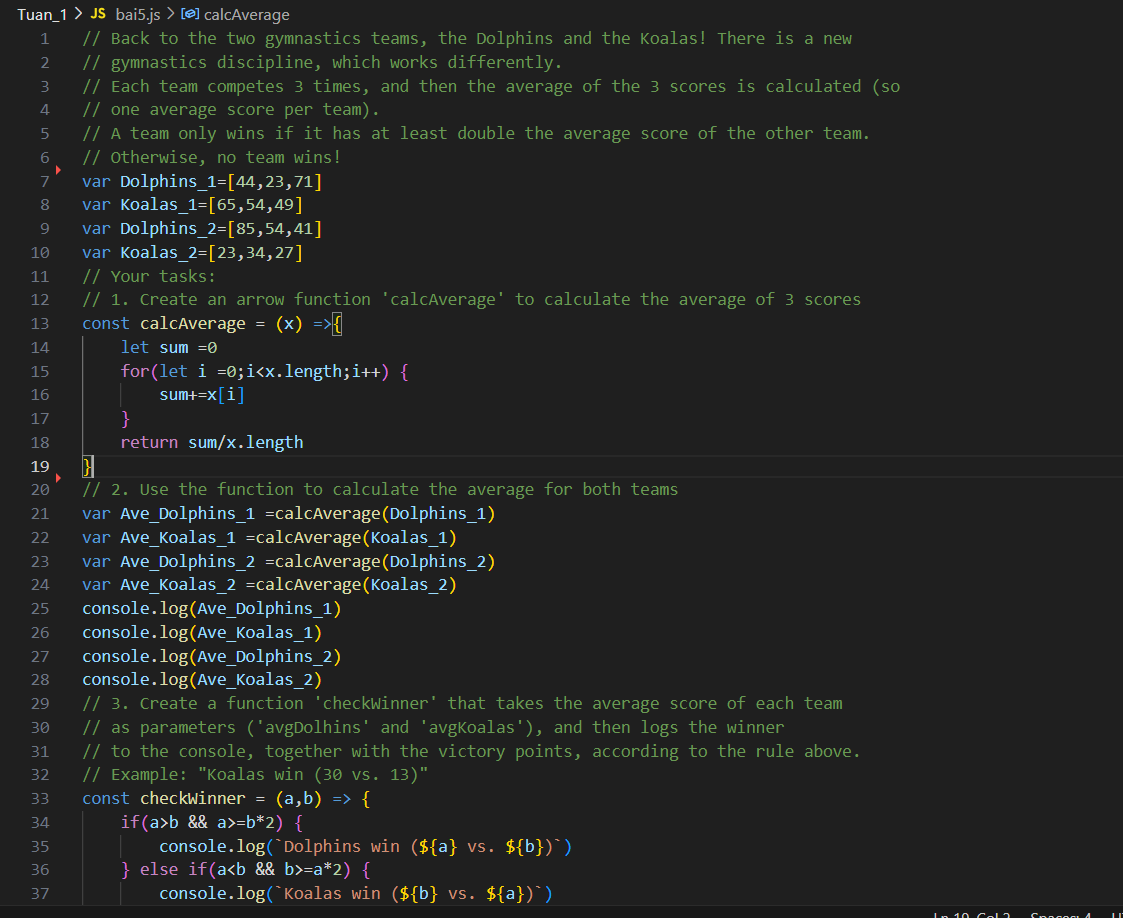 Tuan_1 > JS bai5.js > calcAverage
1 // Back to the two gymnastics teams, the Dolphins and the Koalas! There is a new
2 // gymnastics discipline, which works differently.
3 // Each team competes 3 times, and then the average of the 3 scores is calculated (so
4 // one average score per team).
5 // A team only wins if it has at least double the average score of the other team.
6 // Otherwise, no team wins!
7 var Dolphins_1=[44,23,71]
8 var Koalas_1=[65,54,49]
9 var Dolphins_2=[85,54,41]
10 var Koalas_2=[23,34,27]
11 // Your tasks:
12 // 1. Create an arrow function 'calcAverage' to calculate the average of 3 scores
13 const calcAverage = (x) =>{
14     let sum =0
15     for(let i =0;i<x.length;i++) {
16         sum+=x[i]
17     }
18     return sum/x.length
19 }
20 // 2. Use the function to calculate the average for both teams
21 var Ave_Dolphins_1 =calcAverage(Dolphins_1)
22 var Ave_Koalas_1 =calcAverage(Koalas_1)
23 var Ave_Dolphins_2 =calcAverage(Dolphins_2)
24 var Ave_Koalas_2 =calcAverage(Koalas_2)
25 console.log(Ave_Dolphins_1)
26 console.log(Ave_Koalas_1)
27 console.log(Ave_Dolphins_2)
28 console.log(Ave_Koalas_2)
29 // 3. Create a function 'checkWinner' that takes the average score of each team
30 // as parameters ('avgDolhins' and 'avgKoalas'), and then logs the winner
31 // to the console, together with the victory points, according to the rule above.
32 // Example: "Koalas win (30 vs. 13)"
33 const checkWinner = (a,b) => {
34     if(a>b && a>=b*2) {
35         console.log(`Dolphins win (${a} vs. ${b})`)
36     } else if(a<b && b>=a*2) {
37         console.log(`Koalas win (${b} vs. ${a})`)